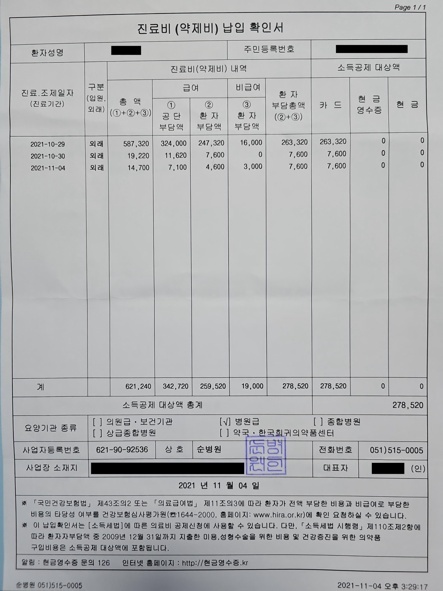 Page 1 / 1
진료비 (약제비) 납입 확인서
환자성명
주민등록번호
진료.조제일자
(진료기간)
구분
(입원,
외래)
진료비(약제비) 내역
소득공제 대상액
총 액
(①+②+③)
급여
①
공 단
부담액
②
환 자
부담액
비급여
③
환 자
부담액
환 자
부담총액
(②+③)
카 드
현 금
영수증
현 금
2021-10-29 외래 587,320 324,000 247,320 16,000 263,320 263,320 0 0
2021-10-30 외래 19,220 11,620 7,600 0 7,600 7,600 0 0
2021-11-04 외래 14,700 7,100 4,600 3,000 7,600 7,600 0 0
계 621,240 342,720 259,520 19,000 278,520 278,520 0 0
소득공제 대상액 총계 278,520
요양기관 종류
[ ] 의원급·보건기관 [√] 병원급 [ ] 종합병원
[ ] 상급종합병원 [ ] 약국·한국희귀의약품센터
사업자등록번호 621-90-92536 상 호 순병원 전화번호 051)515-0005
사업장 소재지 대표자 (인)
2021 년 11 월 04 일
※ 「국민건강보험법」 제43조의2 또는 「의료급여법」 제11조의3에 따라 환자가 전액 부담한 비용과 비급여로 부담한
비용의 타당성 여부를 건강보험심사평가원(☎1644-2000, 홈페이지: www.hira.or.kr)에 확인 요청하실 수 있습니다.
※ 이 납입확인서는 [소득세법]에 따른 의료비 공제신청에 사용할 수 있습니다. 다만, 「소득세법 시행령」 제110조제2항에
따라 환자부담액 중 2009년 12월 31일까지 지출한 미용,성형수술을 위한 비용 및 건강증진을 위한 의약품
구입비용은 소득공제 대상에 포함됩니다.
알림 : 현금영수증 문의 126 인터넷 홈페이지 : http://현금영수증.kr
순병원 051)515-0005
2021-11-04 오후 3:29:17